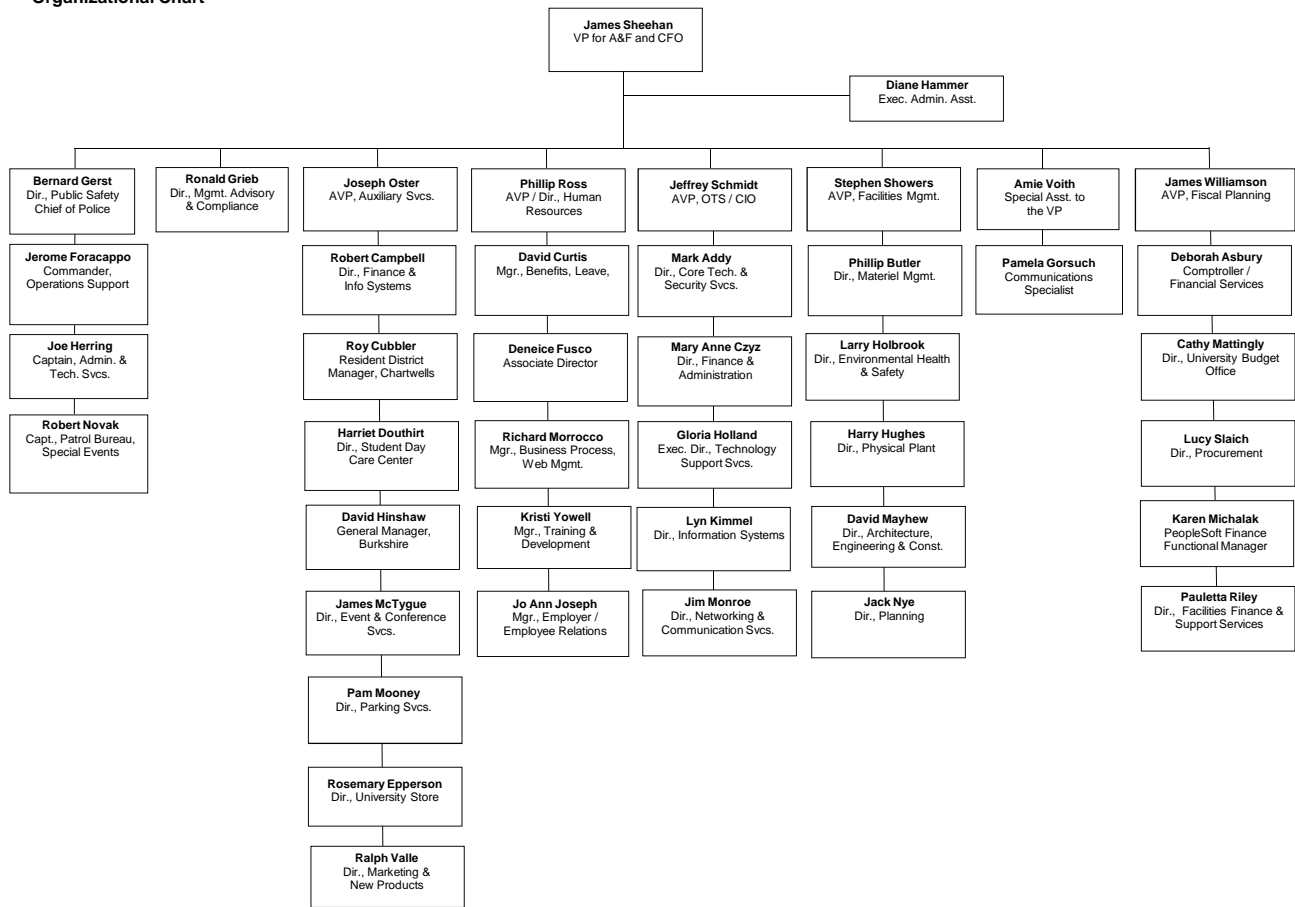 Organizational Chart
James Sheehan
VP for A&F and CFO
Diane Hammer
Exec. Admin. Asst.
Bernard Gerst
Dir., Public Safety
Chief of Police
Jerome Foracappo
Commander,
Operations Support
Joe Herring
Captain, Admin. &
Tech. Svcs.
Robert Novak
Capt., Patrol Bureau,
Special Events
Ronald Grieb
Dir., Mgmt. Advisory
& Compliance
Joseph Oster
AVP, Auxiliary Svcs.
Robert Campbell
Dir., Finance &
Info Systems
Roy Cubbler
Resident District
Manager, Chartwells
Harriet Douthirt
Dir., Student Day
Care Center
David Hinshaw
General Manager,
Burkshire
James McTygue
Dir., Event & Conference
Svcs.
Pam Mooney
Dir., Parking Svcs.
Rosemary Epperson
Dir., University Store
Ralph Valle
Dir., Marketing &
New Products
Phillip Ross
AVP / Dir., Human
Resources
David Curtis
Mgr., Benefits, Leave,
Deneice Fusco
Associate Director
Richard Morrocco
Mgr., Business Process,
Web Mgmt.
Kristi Yowell
Mgr., Training &
Development
Jo Ann Joseph
Mgr., Employer /
Employee Relations
Jeffrey Schmidt
AVP, OTS / CIO
Mark Addy
Dir., Core Tech. &
Security Svcs.
Mary Anne Czyz
Dir., Finance &
Administration
Gloria Holland
Exec. Dir., Technology
Support Svcs.
Lyn Kimmel
Dir., Information Systems
Jim Monroe
Dir., Networking &
Communication Svcs.
Stephen Showers
AVP, Facilities Mgmt.
Phillip Butler
Dir., Materiel Mgmt.
Larry Holbrook
Dir., Environmental Health
& Safety
Harry Hughes
Dir., Physical Plant
David Mayhew
Dir., Architecture,
Engineering & Const.
Jack Nye
Dir., Planning
Amie Voith
Special Asst. to
the VP
Pamela Gorsuch
Communications
Specialist
James Williamson
AVP, Fiscal Planning
Deborah Asbury
Comptroller /
Financial Services
Cathy Mattingly
Dir., University Budget
Office
Lucy Slaich
Dir., Procurement
Karen Michalak
PeopleSoft Finance
Functional Manager
Pauletta Riley
Dir., Facilities Finance &
Support Services